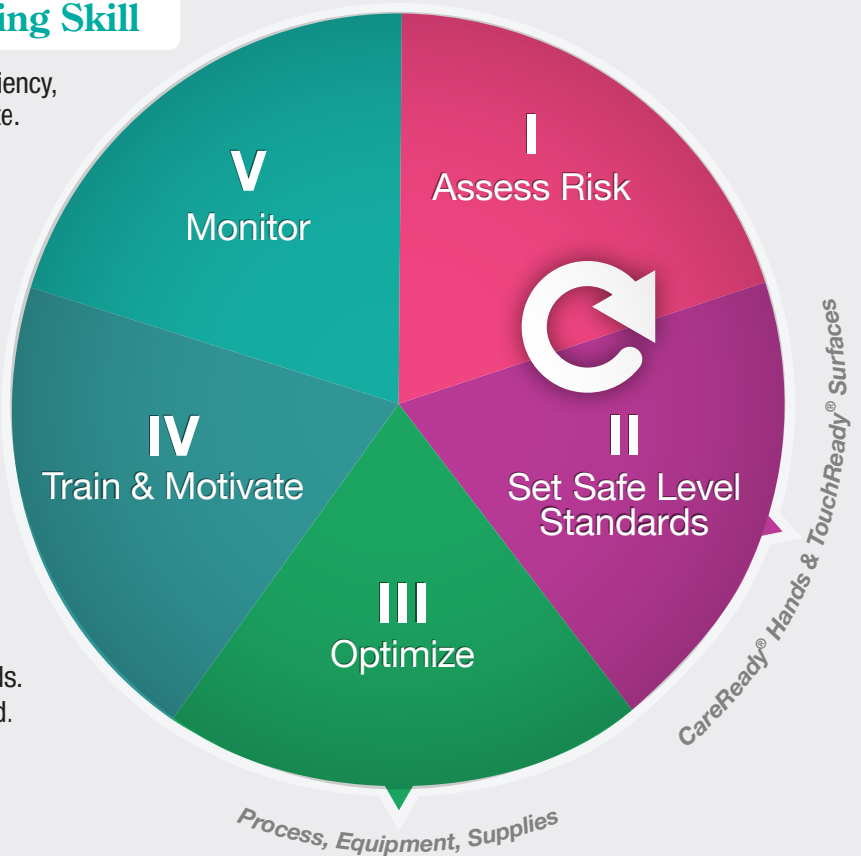 ing Skill
iency,
e.
I
Assess Risk
II
Set Safe Level
Standards
CareReady® Hands & TouchReady® Surfaces
III
Optimize
Process, Equipment, Supplies
IV
Train & Motivate
V
Monitor
ls.
d.